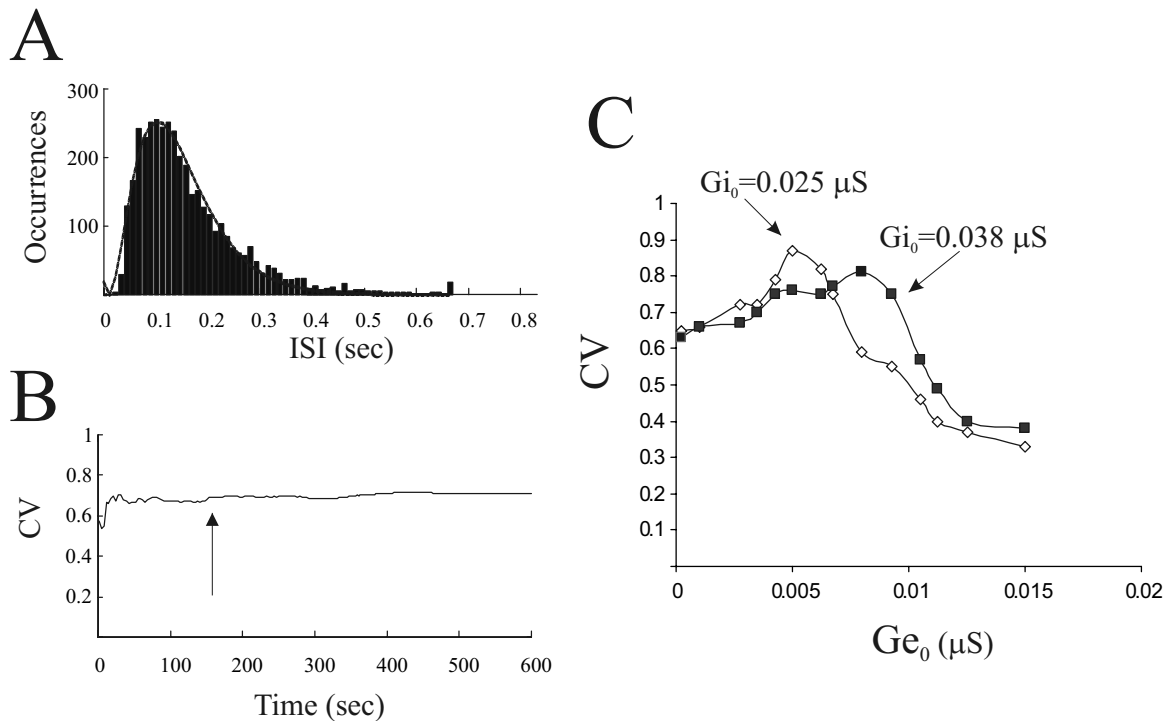 A
300
200
100
Occurrences
0 0.1 0.2 0.3 0.4 0.5 0.6 0.7 0.8
ISI (sec)
B
1
0.8
0.6
0.4
0.2
CV
0 100 200 300 400 500 600
Time (sec)
C
Gi₀=0.025 µS
Gi₀=0.038 µS
1
0.9
0.8
0.7
0.6
0.5
0.4
0.3
0.2
0.1
CV
0 0.005 0.01 0.015 0.02
Ge₀ (µS)